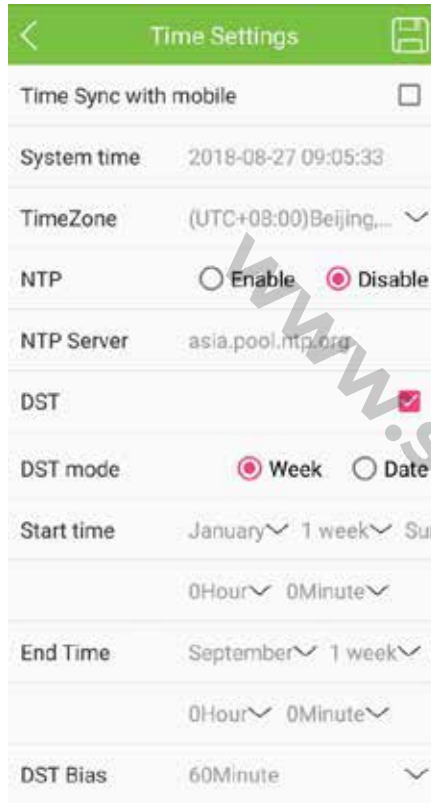 Time Settings
Time Sync with mobile
System time 2018-08-27 09:05:33
TimeZone (UTC+08:00)Beijing,...
NTP Enable Disable
NTP Server asia.pool.ntp.org
DST
DST mode Week Date
Start time January 1 week Su
0Hour 0Minute
End Time September 1 week
0Hour 0Minute
DST Bias 60Minute
www.s